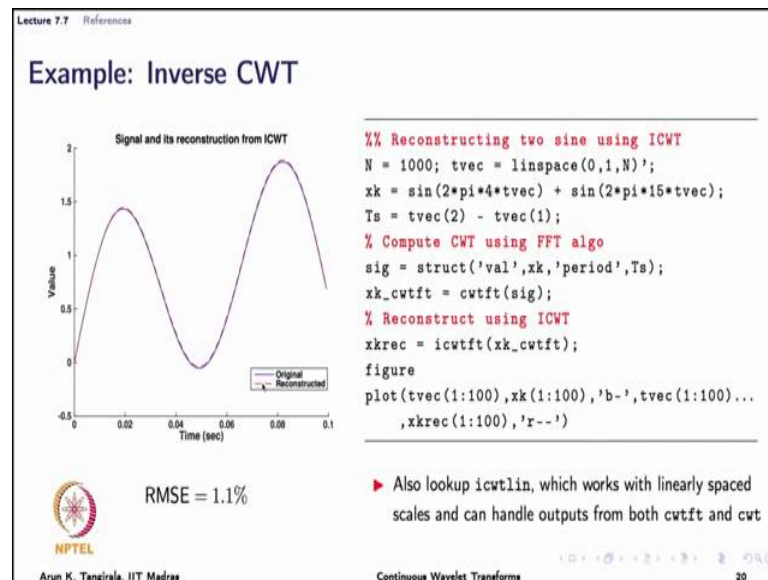 Lecture 7.7 References
Example: Inverse CWT
Signal and its reconstruction from ICWT
2
1.5
1
0.5
0
-0.5
Value
0 0.02 0.04 0.06 0.08 0.1
Time (sec)
Original
Reconstructed
%% Reconstructing two sine using ICWT
N = 1000; tvec = linspace(0,1,N)';
xk = sin(2*pi*4*tvec) + sin(2*pi*15*tvec);
Ts = tvec(2) - tvec(1);
% Compute CWT using FFT algo
sig = struct('val',xk,'period',Ts);
xk_cwtft = cwtft(sig);
% Reconstruct using ICWT
xkrec = icwtft(xk_cwtft);
figure
plot(tvec(1:100),xk(1:100),'b-',tvec(1:100)...
,xkrec(1:100),'r--')
RMSE = 1.1%
▶ Also lookup icwtlin, which works with linearly spaced
scales and can handle outputs from both cwtft and cwt
NPTEL
Arun K. Tangirala, IIT Madras Continuous Wavelet Transforms 20